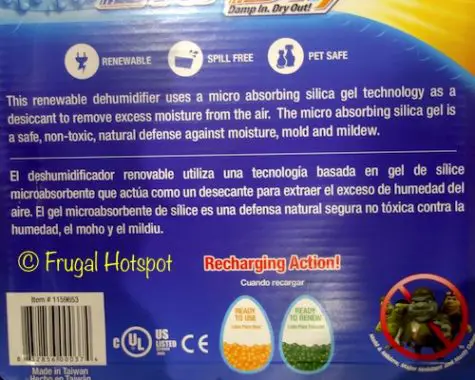 Damp In. Dry Out!
RENEWABLE
SPILL FREE
PET SAFE
This renewable dehumidifier uses a micro absorbing silica gel technology as a
desiccant to remove excess moisture from the air. The micro absorbing silica gel is
a safe, non-toxic, natural defense against moisture, mold and mildew.
El deshumidificador renovable utiliza una tecnología basada en gel de sílice
microabsorbente que actúa como un desecante para extraer el exceso de humedad del
aire. El gel microabsorbente de sílice es una defensa natural segura no tóxica contra la
humedad, el moho y el mildiu.
© Frugal Hotspot
Recharging Action!
Cuando recargar
READY
TO USE
READY
TO RENEW
Item # 1159653
C UL US
LISTED
CE
Made in Taiwan
Hecho en Taiwán